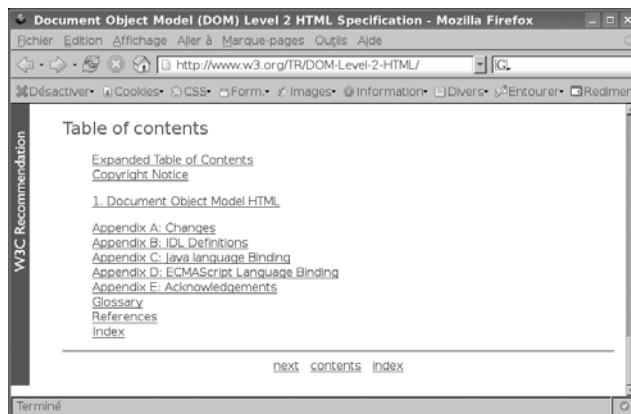 Document Object Model (DOM) Level 2 HTML Specification - Mozilla Firefox
Fichier Edition Affichage Aller à Marque-pages Outils Aide
http://www.w3.org/TR/DOM-Level-2-HTML/ G
Désactiver Cookies CSS Form. Images Information Divers Entourer Redimen
W3C Recommendation
Table of contents
Expanded Table of Contents
Copyright Notice
1. Document Object Model HTML
Appendix A: Changes
Appendix B: IDL Definitions
Appendix C: Java language Binding
Appendix D: ECMAScript Language Binding
Appendix E: Acknowledgements
Glossary
References
Index
next contents index
Terminé